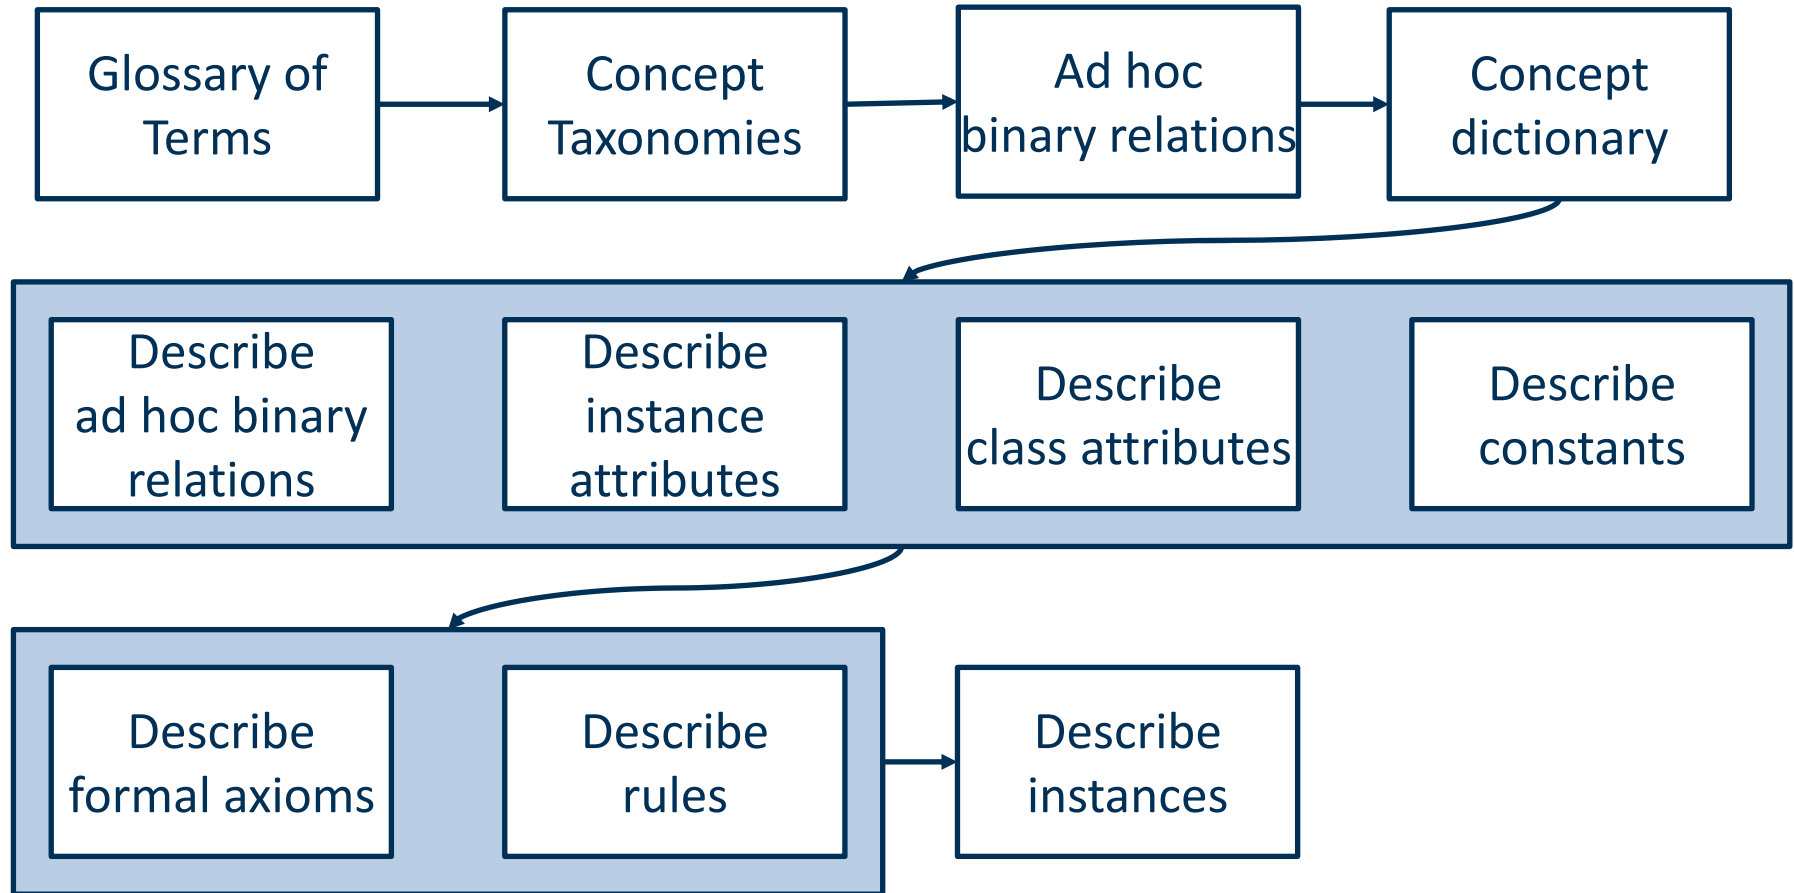 Glossary of
Terms
Concept
Taxonomies
Ad hoc
binary relations
Concept
dictionary
Describe
ad hoc binary
relations
Describe
instance
attributes
Describe
class attributes
Describe
constants
Describe
formal axioms
Describe
rules
Describe
instances